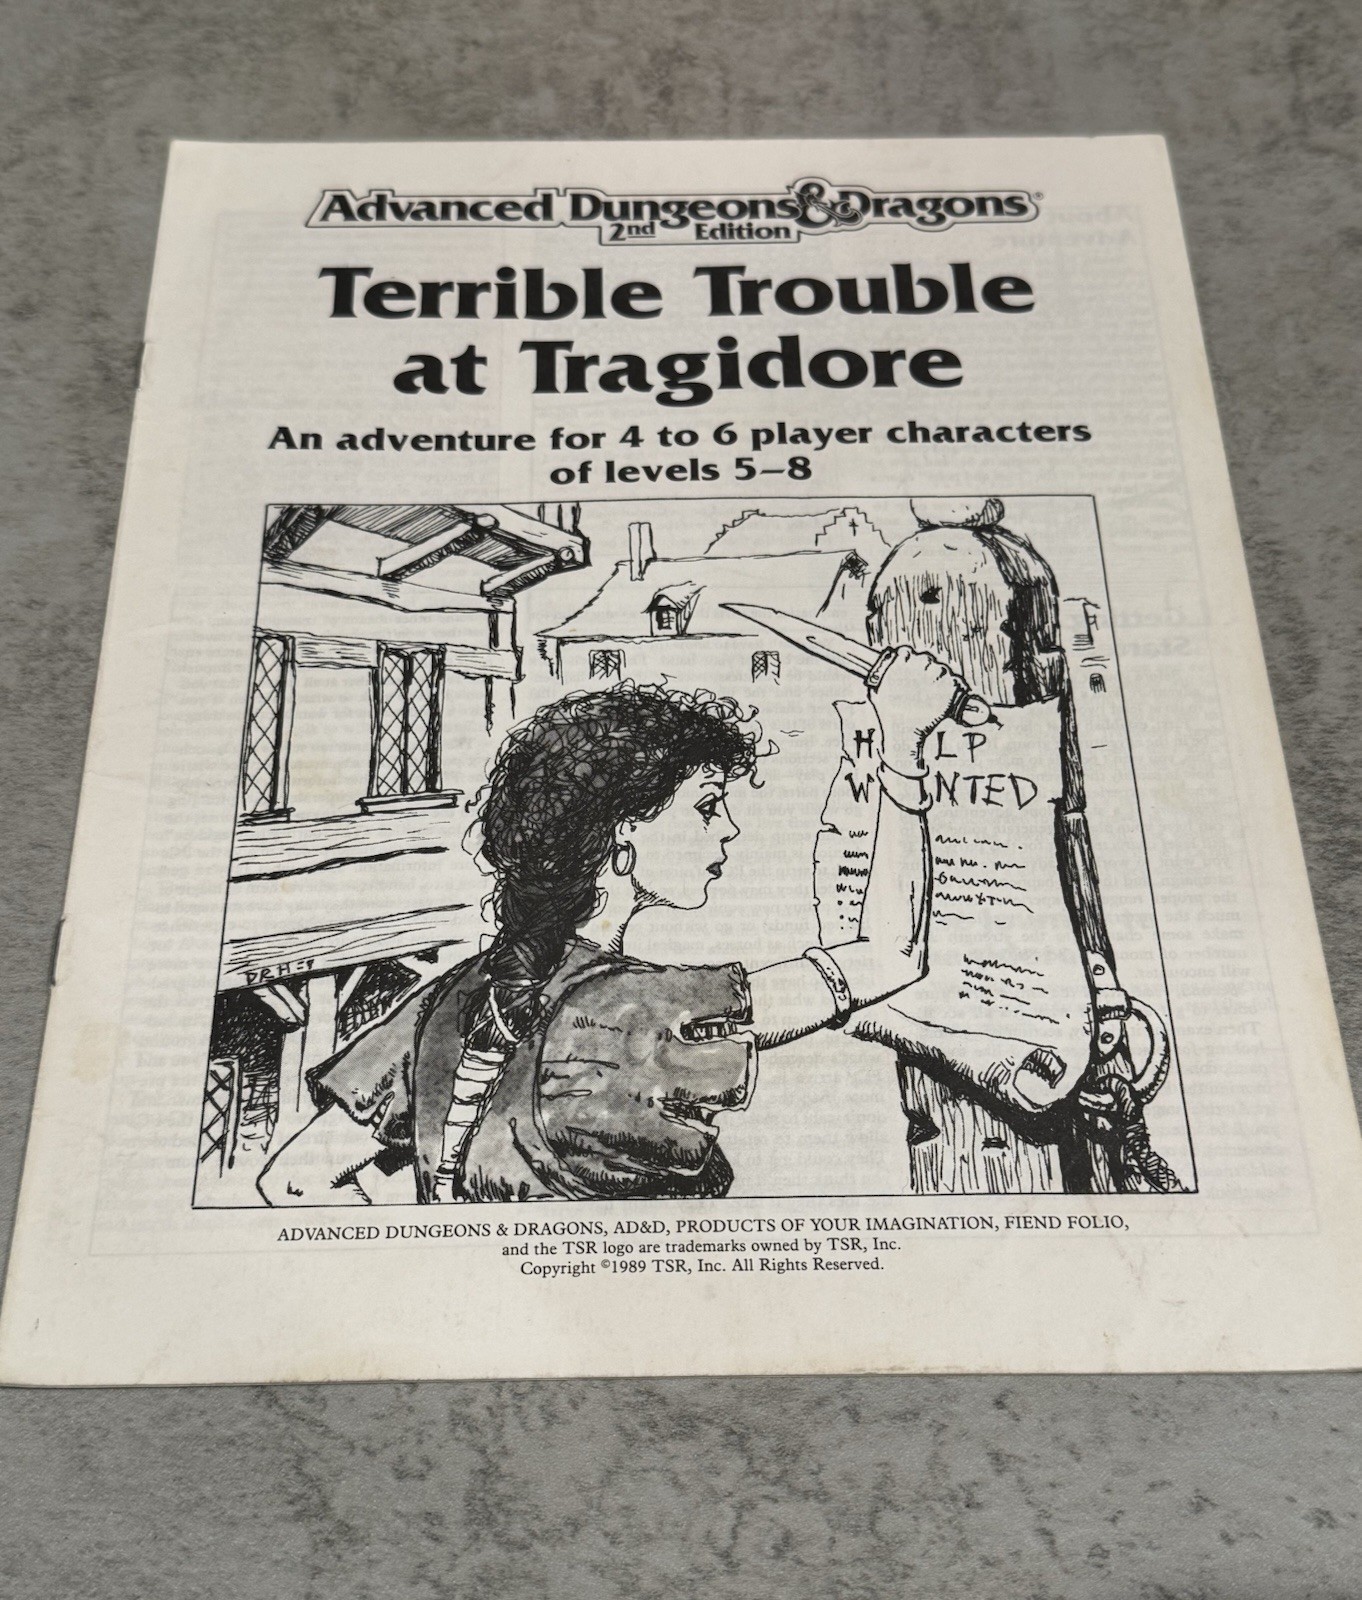 Advanced Dungeons & Dragons®
2nd Edition
Terrible Trouble
at Tragidore
An adventure for 4 to 6 player characters
of levels 5–8
H LP
W NTED
DRH
ADVANCED DUNGEONS & DRAGONS, AD&D, PRODUCTS OF YOUR IMAGINATION, FIEND FOLIO,
and the TSR logo are trademarks owned by TSR, Inc.
Copyright ©1989 TSR, Inc. All Rights Reserved.